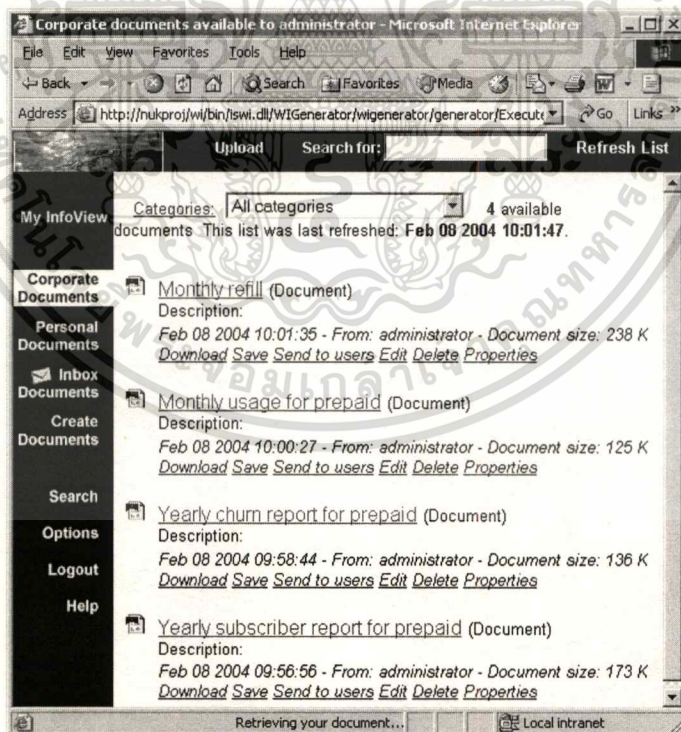 Corporate documents available to administrator - Microsoft Internet Explorer
File Edit View Favorites Tools Help
Back Search Favorites Media
Address http://nukproj/wi/bin/iswi.dll/WIGenerator/wigenerator/generator/Execute Go Links »
Upload Search for: Refresh List
My InfoView
Categories: All categories 4 available
documents This list was last refreshed: Feb 08 2004 10:01:47.
Corporate
Documents
Personal
Documents
Inbox
Documents
Create
Documents
Search
Options
Logout
Help
Monthly refill (Document)
Description:
Feb 08 2004 10:01:35 - From: administrator - Document size: 238 K
Download Save Send to users Edit Delete Properties
Monthly usage for prepaid (Document)
Description:
Feb 08 2004 10:00:27 - From: administrator - Document size: 125 K
Download Save Send to users Edit Delete Properties
Yearly churn report for prepaid (Document)
Description:
Feb 08 2004 09:58:44 - From: administrator - Document size: 136 K
Download Save Send to users Edit Delete Properties
Yearly subscriber report for prepaid (Document)
Description:
Feb 08 2004 09:56:56 - From: administrator - Document size: 173 K
Download Save Send to users Edit Delete Properties
Retrieving your document... Local intranet